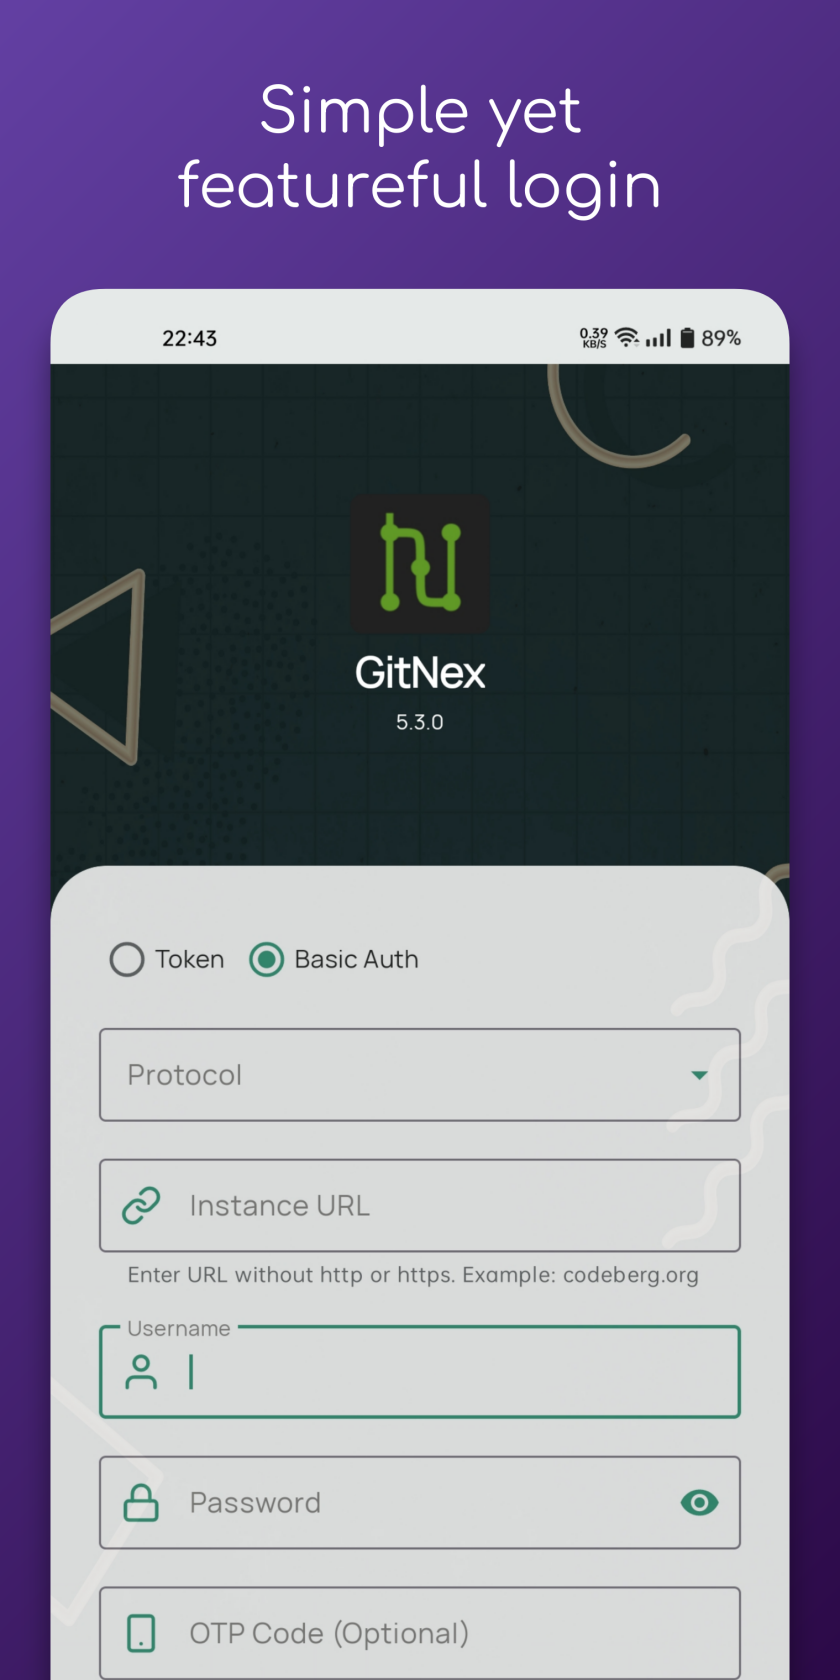 Simple yet
featureful login
22:43
0.39
KB/S
89%
GitNex
5.3.0
Token
Basic Auth
Protocol
Instance URL
Enter URL without http or https. Example: codeberg.org
Username
Password
OTP Code (Optional)